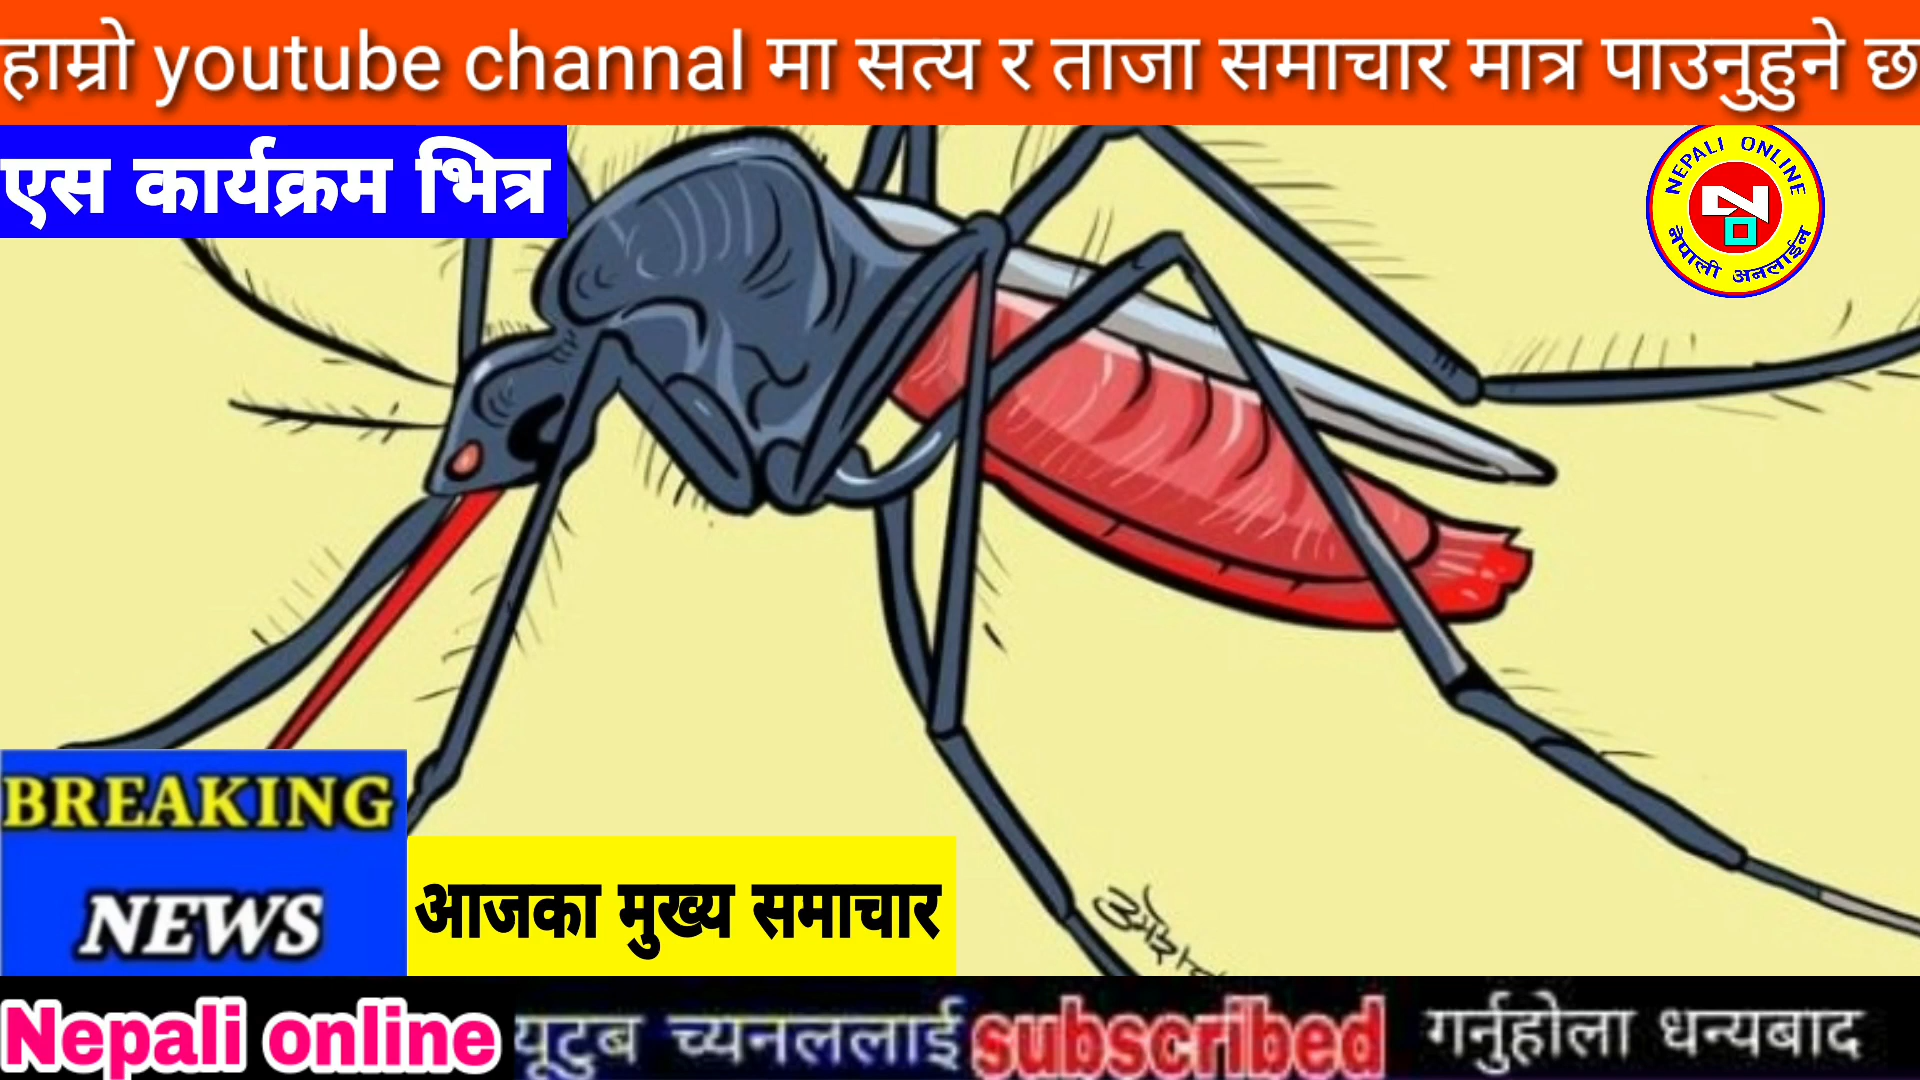 हाम्रो youtube channal मा सत्य र ताजा समाचार मात्र पाउनुहुने छ
एस कार्यक्रम भित्र
NEPALI ONLINE
नेपाली अनलाईन
BREAKING
NEWS
आजका मुख्य समाचार
Nepali online यूटुब च्यनललाई subscribed गर्नुहोला धन्यबाद